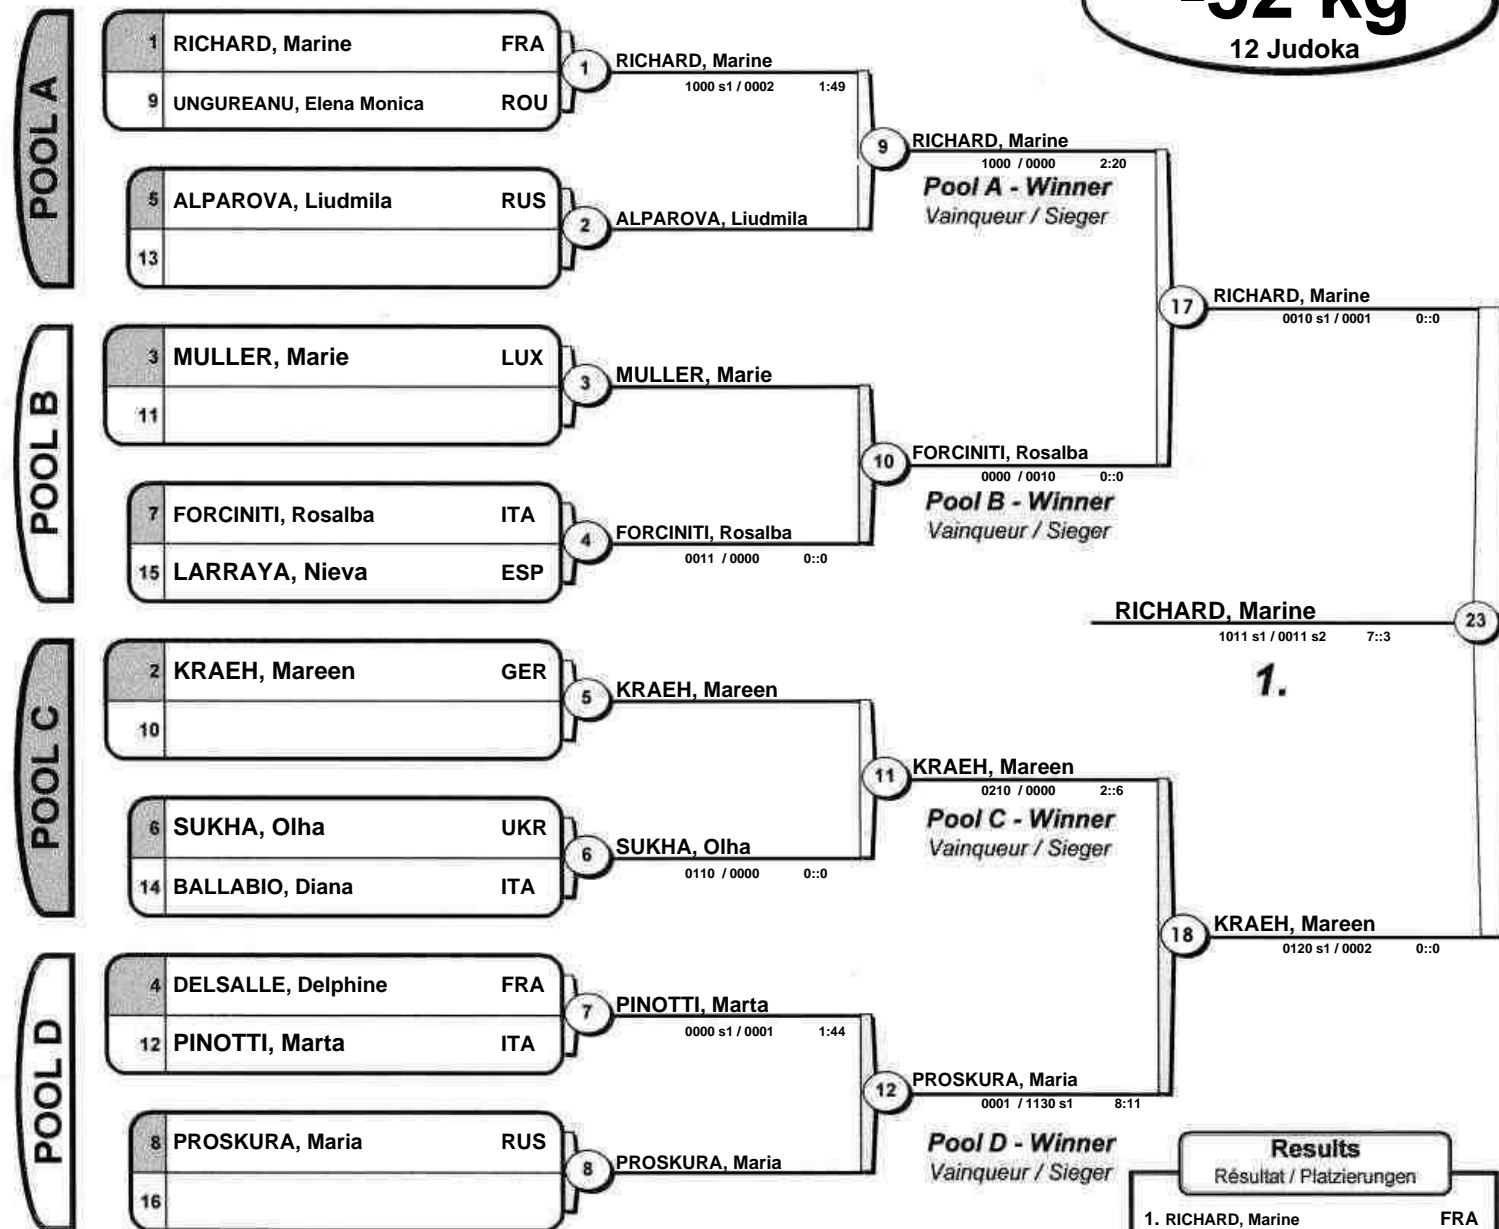 -52 kg
12 Judoka
POOL A
1 RICHARD, Marine FRA
9 UNGUREANU, Elena Monica ROU
5 ALPAROVA, Liudmila RUS
13
1 RICHARD, Marine
1000 s1 / 0002 1:49
2 ALPAROVA, Liudmila
9 RICHARD, Marine
1000 / 0000 2:20
Pool A - Winner
Vainqueur / Sieger
POOL B
3 MULLER, Marie LUX
11
7 FORCINITI, Rosalba ITA
15 LARRAYA, Nieva ESP
3 MULLER, Marie
4 FORCINITI, Rosalba
0011 / 0000 0::0
10 FORCINITI, Rosalba
0000 / 0010 0::0
Pool B - Winner
Vainqueur / Sieger
17 RICHARD, Marine
0010 s1 / 0001 0::0
RICHARD, Marine 23
1011 s1 / 0011 s2 7::3
1.
POOL C
2 KRAEH, Mareen GER
10
6 SUKHA, Olha UKR
14 BALLABIO, Diana ITA
5 KRAEH, Mareen
6 SUKHA, Olha
0110 / 0000 0::0
11 KRAEH, Mareen
0210 / 0000 2::6
Pool C - Winner
Vainqueur / Sieger
POOL D
4 DELSALLE, Delphine FRA
12 PINOTTI, Marta ITA
8 PROSKURA, Maria RUS
16
7 PINOTTI, Marta
0000 s1 / 0001 1:44
8 PROSKURA, Maria
12 PROSKURA, Maria
0001 / 1130 s1 8:11
Pool D - Winner
Vainqueur / Sieger
18 KRAEH, Mareen
0120 s1 / 0002 0::0
Results
Résultat / Platzierungen
1. RICHARD, Marine FRA